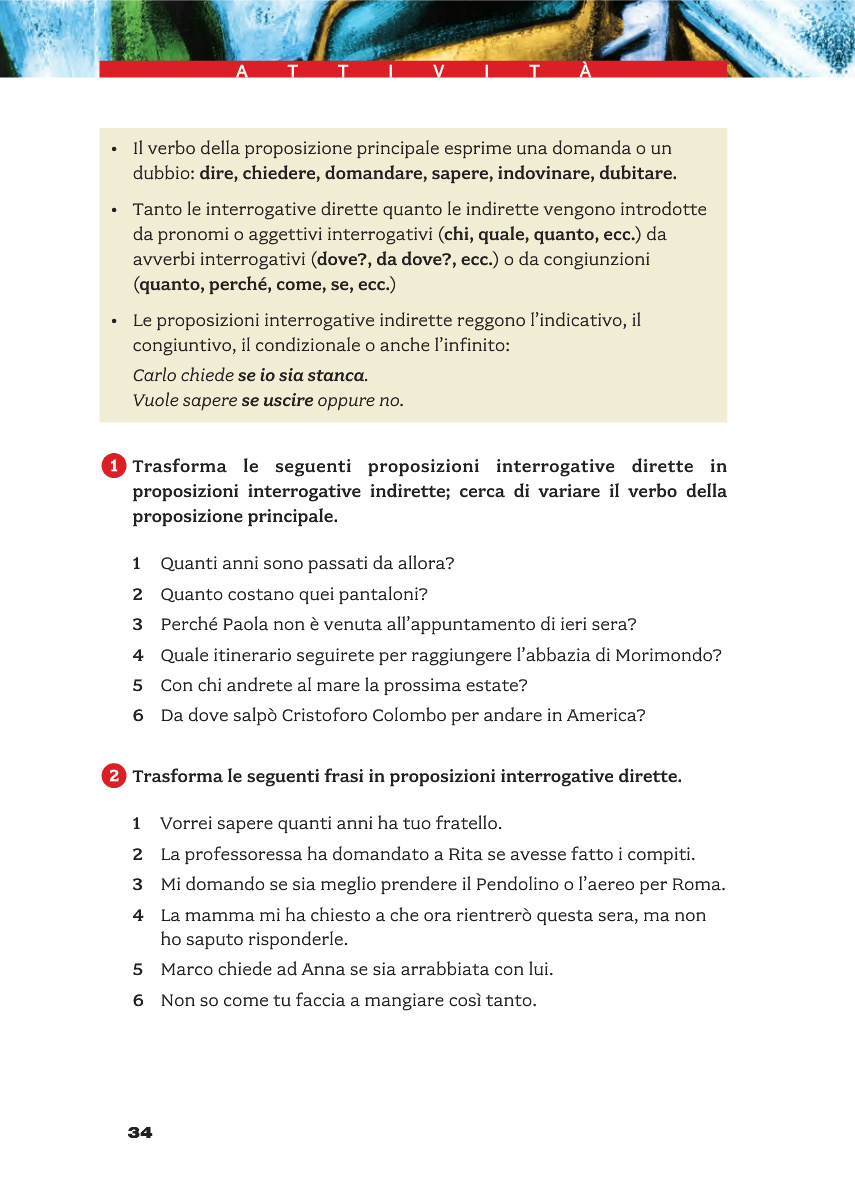 ATTIVITÀ
• Il verbo della proposizione principale esprime una domanda o un
dubbio: dire, chiedere, domandare, sapere, indovinare, dubitare.
• Tanto le interrogative dirette quanto le indirette vengono introdotte
da pronomi o aggettivi interrogativi (chi, quale, quanto, ecc.) da
avverbi interrogativi (dove?, da dove?, ecc.) o da congiunzioni
(quanto, perché, come, se, ecc.)
• Le proposizioni interrogative indirette reggono l’indicativo, il
congiuntivo, il condizionale o anche l’infinito:
Carlo chiede se io sia stanca.
Vuole sapere se uscire oppure no.
1 Trasforma le seguenti proposizioni interrogative dirette in
proposizioni interrogative indirette; cerca di variare il verbo della
proposizione principale.
1 Quanti anni sono passati da allora?
2 Quanto costano quei pantaloni?
3 Perché Paola non è venuta all’appuntamento di ieri sera?
4 Quale itinerario seguirete per raggiungere l’abbazia di Morimondo?
5 Con chi andrete al mare la prossima estate?
6 Da dove salpò Cristoforo Colombo per andare in America?
2 Trasforma le seguenti frasi in proposizioni interrogative dirette.
1 Vorrei sapere quanti anni ha tuo fratello.
2 La professoressa ha domandato a Rita se avesse fatto i compiti.
3 Mi domando se sia meglio prendere il Pendolino o l’aereo per Roma.
4 La mamma mi ha chiesto a che ora rientrerò questa sera, ma non
ho saputo risponderle.
5 Marco chiede ad Anna se sia arrabbiata con lui.
6 Non so come tu faccia a mangiare così tanto.
34